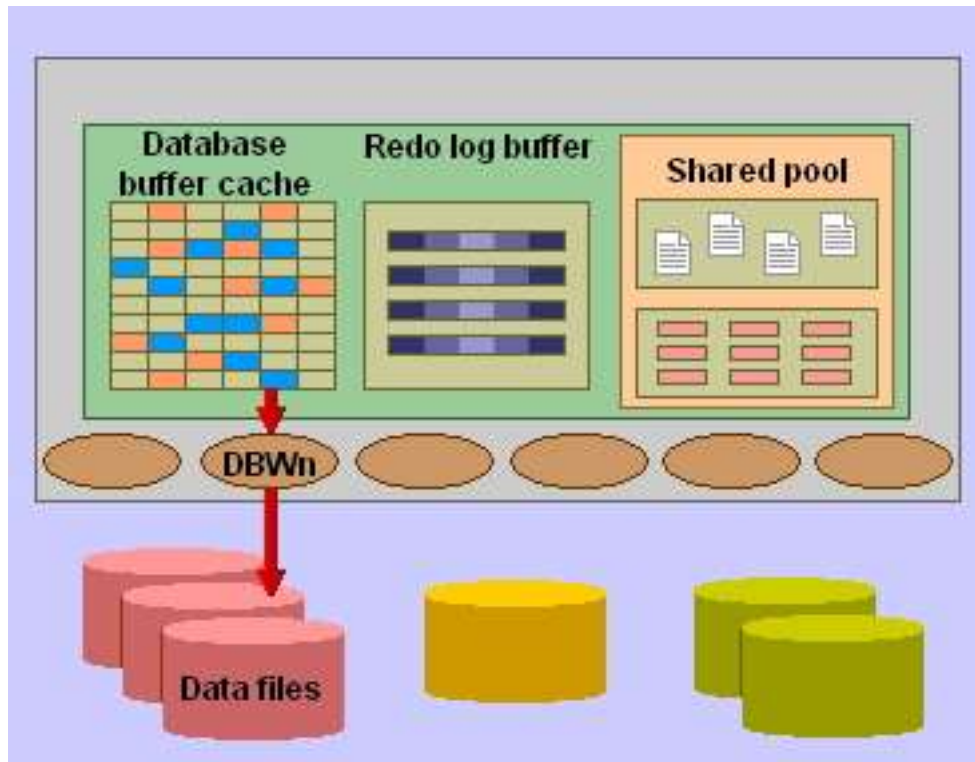 Database
buffer cache
Redo log buffer
Shared pool
DBWn
Data files